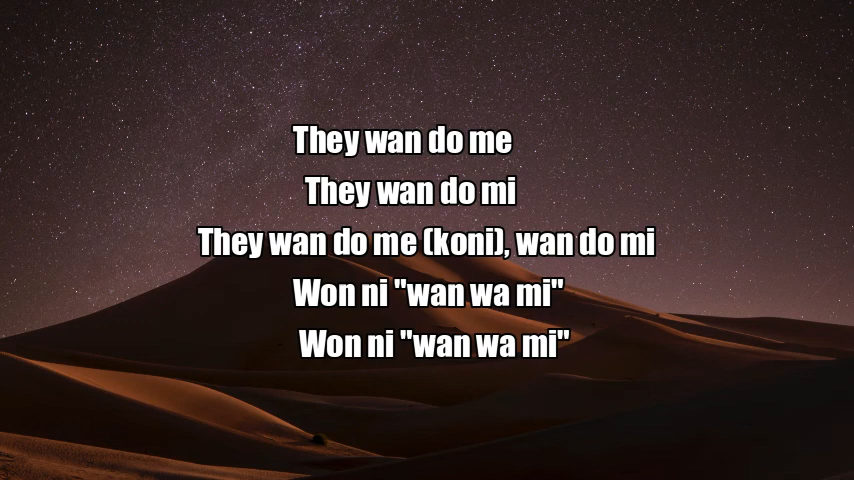 They wan do me
They wan do mi
They wan do me (koni), wan do mi
Won ni "wan wa mi"
Won ni "wan wa mi"